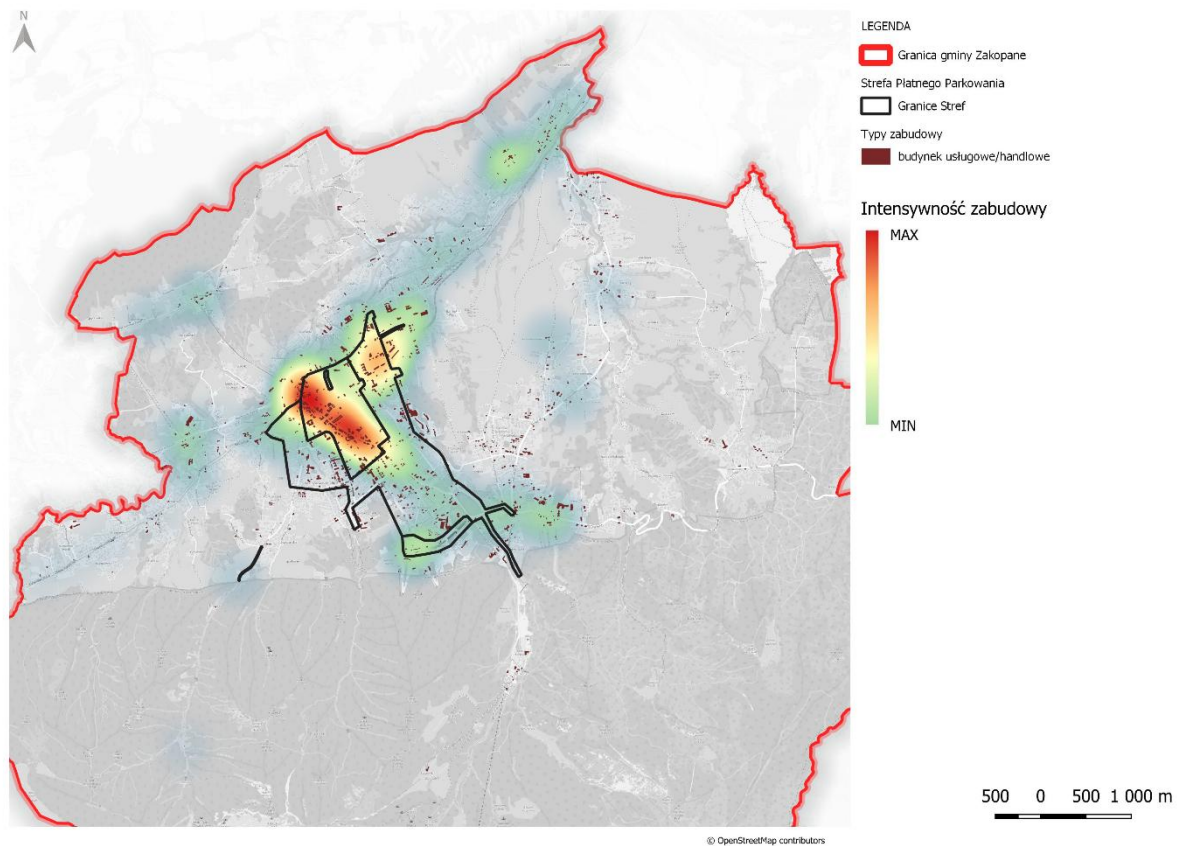 N
LEGENDA
Granica gminy Zakopane
Strefa Płatnego Parkowania
Granice Stref
Typy zabudowy
budynek usługowe/handlowe
Intensywność zabudowy
MAX
MIN
500 0 500 1 000 m
© OpenStreetMap contributors